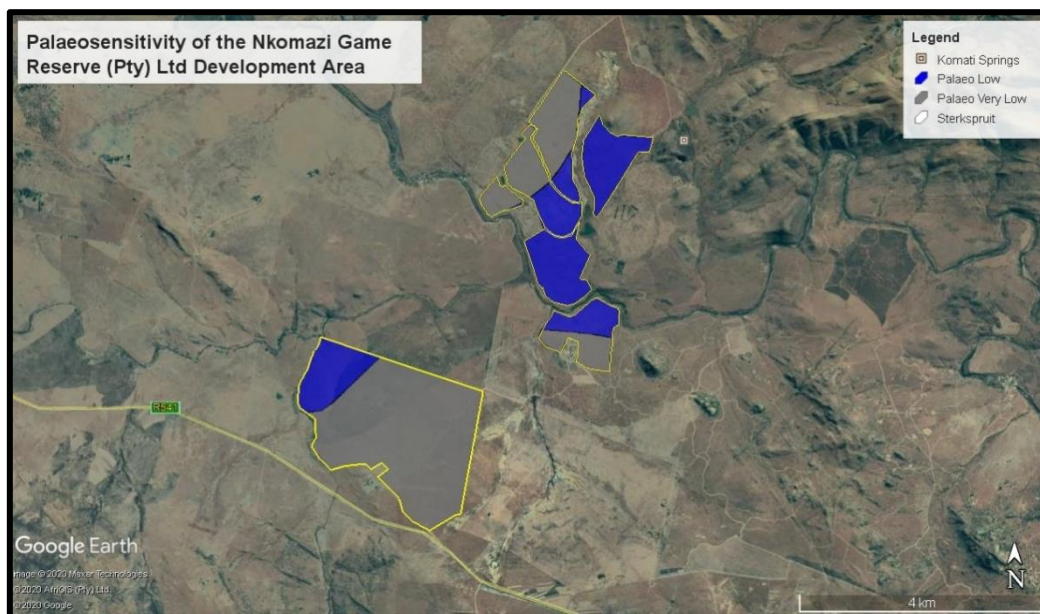 Palaeosensitivity of the Nkomazi Game
Reserve (Pty) Ltd Development Area
Legend
Komati Springs
Palaeo Low
Palaeo Very Low
Sterkspruit
R541
Google Earth
Image © 2020 Maxar Technologies
© 2020 AfriGIS (Pty) Ltd.
© 2020 Google
N
4 km